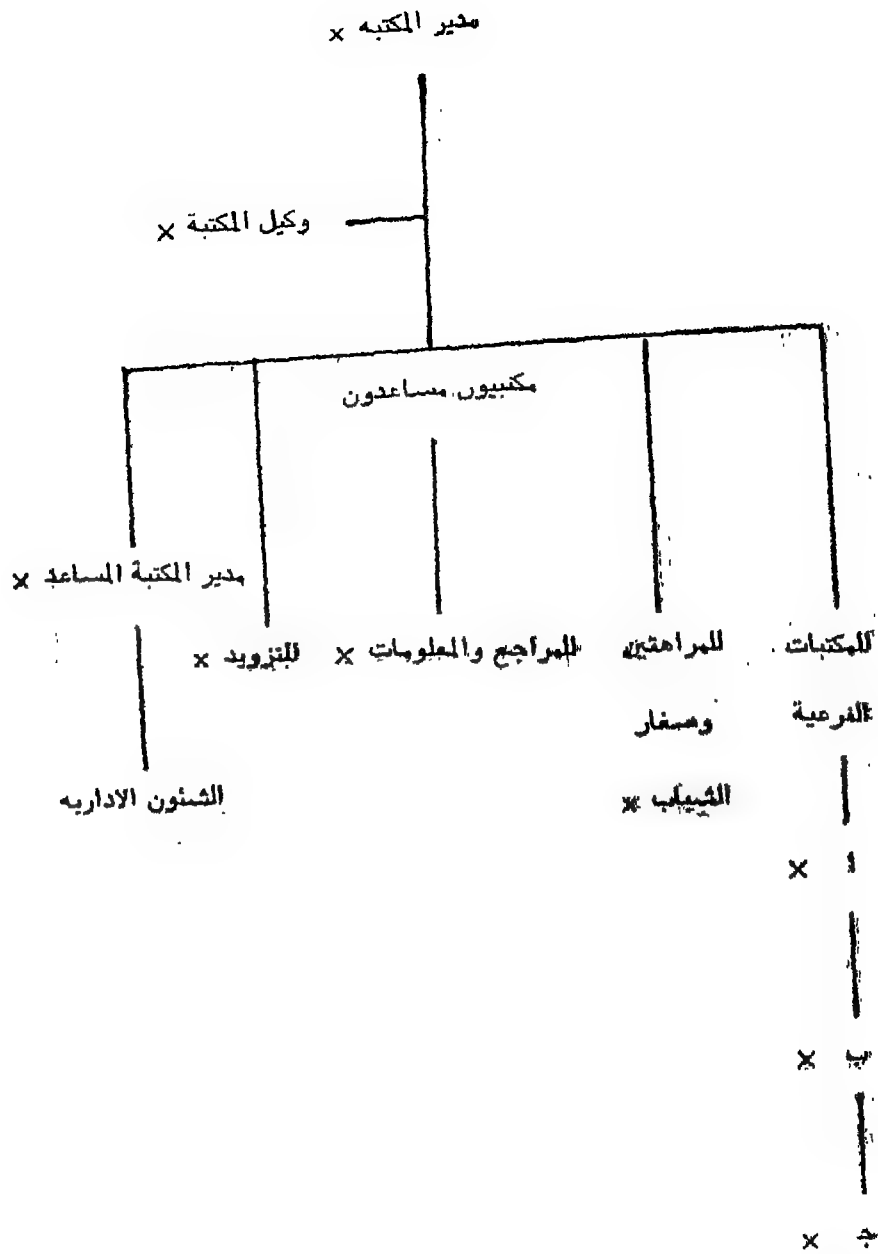 مدير المكتبه ×
وكيل المكتبة ×
مكتبيون مساعدون
مدير المكتبة المساعد ×
للمكتبات
الفرعية
للمراهقين
وصغار
الشباب ×
للمراجع والمعلومات ×
للتزويد ×
الشئون الاداريه
أ ×
ب ×
جـ ×